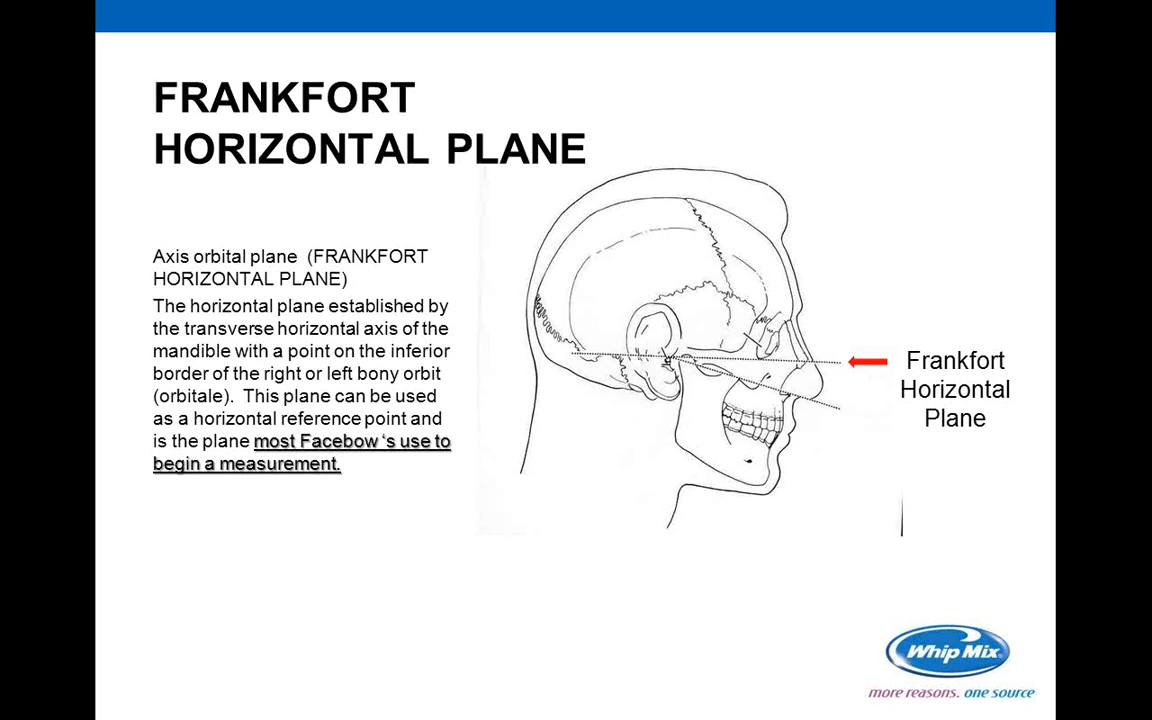 FRANKFORT
HORIZONTAL PLANE
Axis orbital plane (FRANKFORT
HORIZONTAL PLANE)
The horizontal plane established by
the transverse horizontal axis of the
mandible with a point on the inferior
border of the right or left bony orbit
(orbitale). This plane can be used
as a horizontal reference point and
is the plane most Facebow ‘s use to
begin a measurement.
Frankfort
Horizontal
Plane
Whip Mix
more reasons. one source